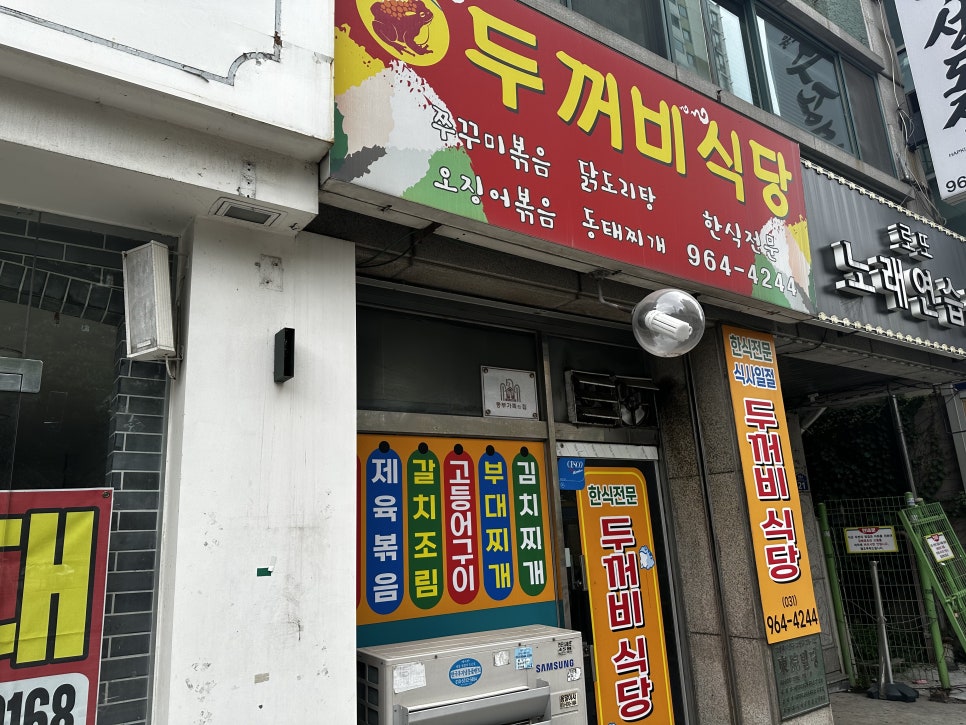 두꺼비식당
쭈꾸미볶음 닭도리탕 한식전문
오징어볶음 동태찌개 964-4244
로또
노래연습
96
한식전문
식사일절
두꺼비식당
(031)
964-4244
제육볶음
갈치조림
고등어구이
부대찌개
김치찌개
한식전문
두꺼비식당
SAMSUNG
대
0168